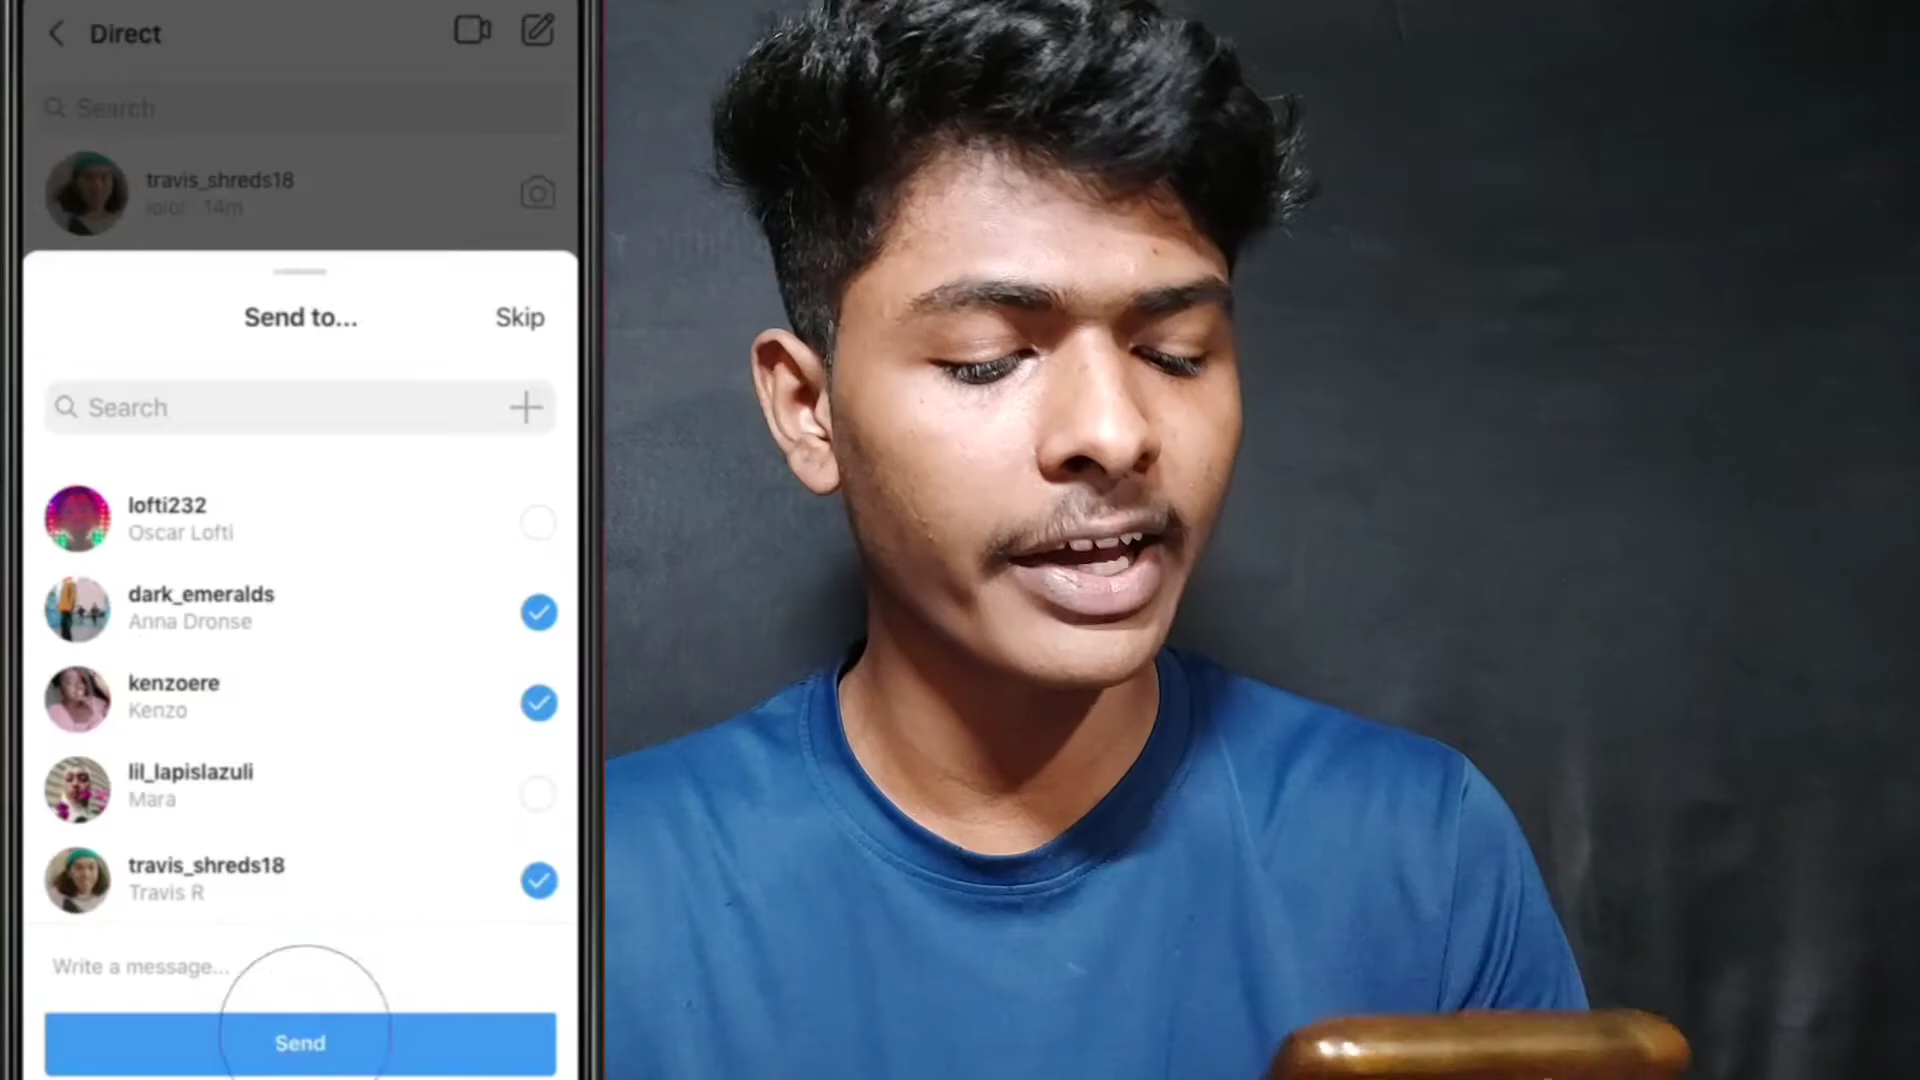 Direct
Search
travis_shreds18
lololol · 14m
Send to...
Skip
Search
lofti232
Oscar Lofti
dark_emeralds
Anna Dronse
kenzoere
Kenzo
lil_lapislazuli
Mara
travis_shreds18
Travis R
Write a message...
Send